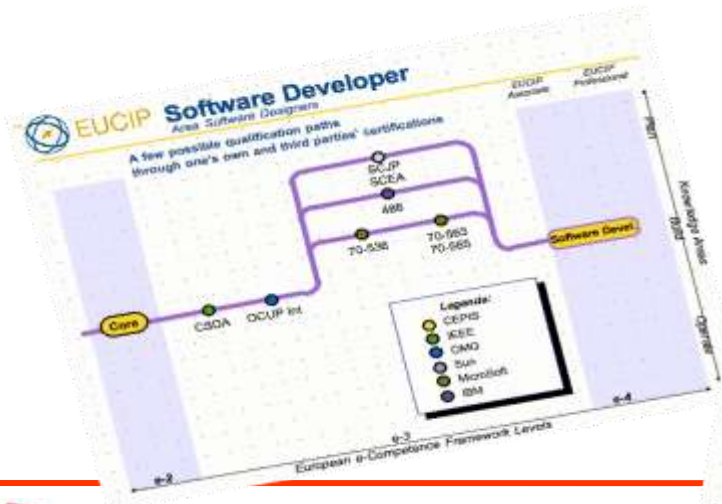 EUCIP Software Developer
Area Software Designers
A few possible qualification paths
through one's own and third parties' certifications
EUCIP
Associate
EUCIP
Professional
SCJP
SCEA
486
70-536
70-563
70-565
Software Devel.
Core
CSDA
OCUP Int
Legenda:
CEPIS
IEEE
OMG
Sun
MicroSoft
IBM
Plan
Build
Operate
Knowledge Areas
e-2
e-3
e-4
European e-Competence Framework Levels